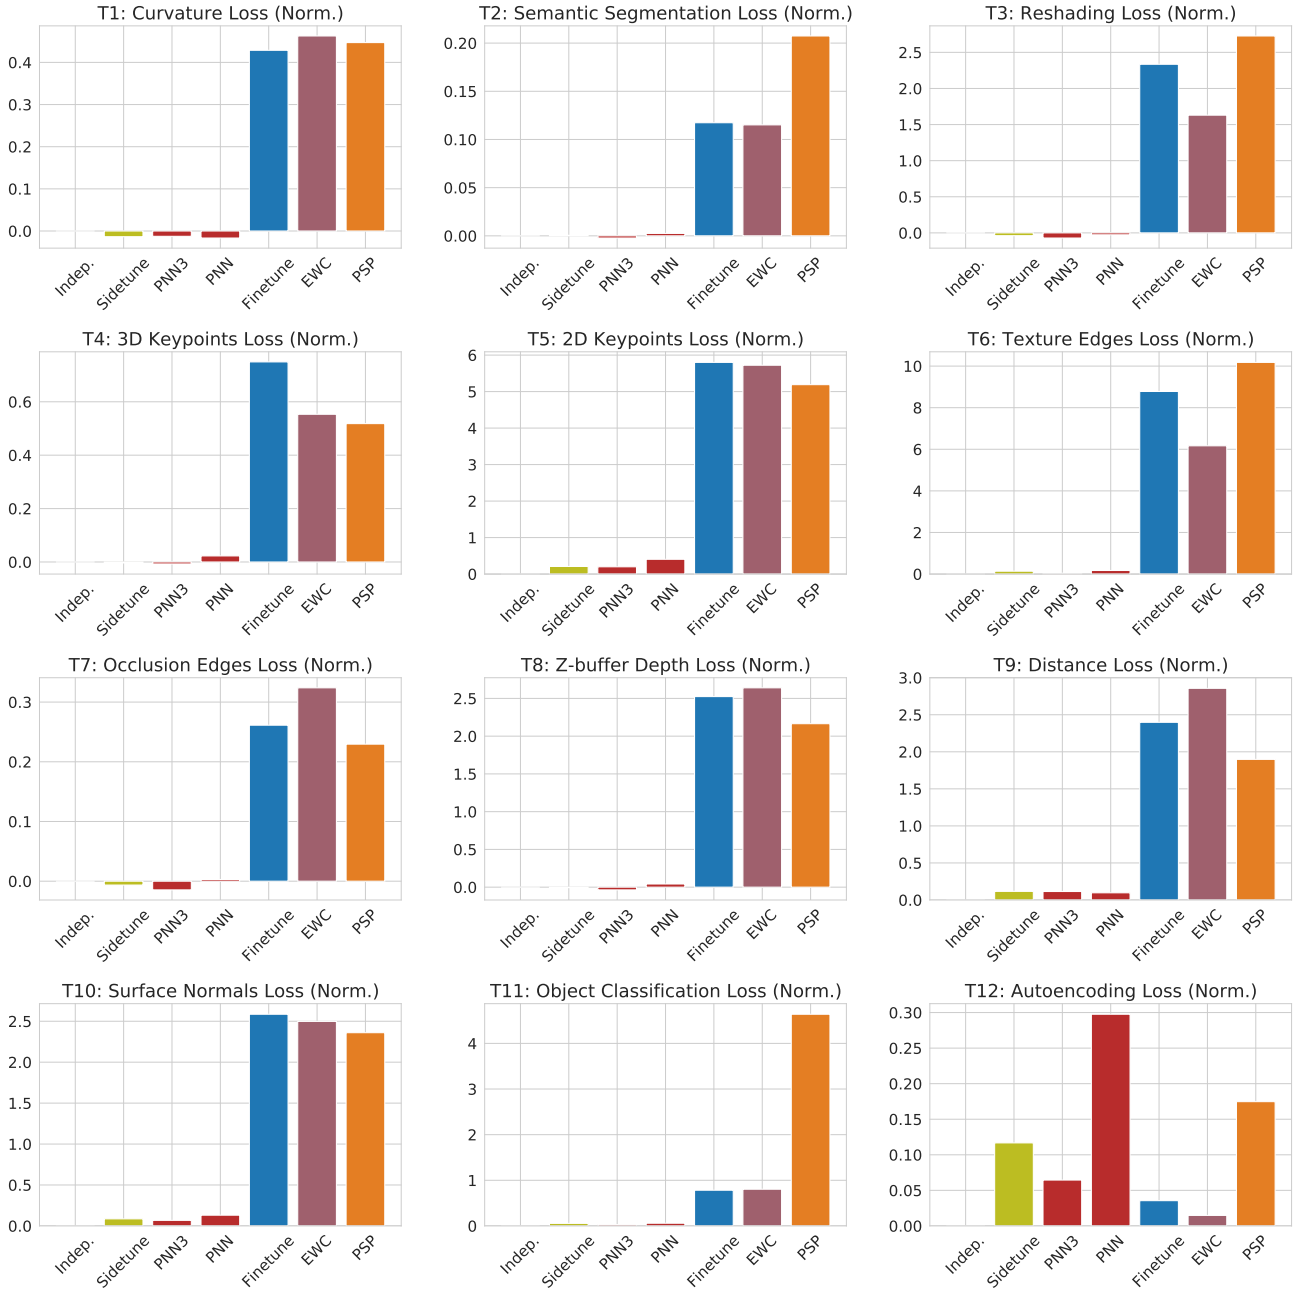 T1: Curvature Loss (Norm.)
0.4
0.3
0.2
0.1
0.0
Indep.
Sidetune
PNN3
PNN
Finetune
EWC
PSP
T2: Semantic Segmentation Loss (Norm.)
0.20
0.15
0.10
0.05
0.00
Indep.
Sidetune
PNN3
PNN
Finetune
EWC
PSP
T3: Reshading Loss (Norm.)
2.5
2.0
1.5
1.0
0.5
0.0
Indep.
Sidetune
PNN3
PNN
Finetune
EWC
PSP
T4: 3D Keypoints Loss (Norm.)
0.6
0.4
0.2
0.0
Indep.
Sidetune
PNN3
PNN
Finetune
EWC
PSP
T5: 2D Keypoints Loss (Norm.)
6
5
4
3
2
1
0
Indep.
Sidetune
PNN3
PNN
Finetune
EWC
PSP
T6: Texture Edges Loss (Norm.)
10
8
6
4
2
0
Indep.
Sidetune
PNN3
PNN
Finetune
EWC
PSP
T7: Occlusion Edges Loss (Norm.)
0.3
0.2
0.1
0.0
Indep.
Sidetune
PNN3
PNN
Finetune
EWC
PSP
T8: Z-buffer Depth Loss (Norm.)
2.5
2.0
1.5
1.0
0.5
0.0
Indep.
Sidetune
PNN3
PNN
Finetune
EWC
PSP
T9: Distance Loss (Norm.)
3.0
2.5
2.0
1.5
1.0
0.5
0.0
Indep.
Sidetune
PNN3
PNN
Finetune
EWC
PSP
T10: Surface Normals Loss (Norm.)
2.5
2.0
1.5
1.0
0.5
0.0
Indep.
Sidetune
PNN3
PNN
Finetune
EWC
PSP
T11: Object Classification Loss (Norm.)
4
3
2
1
0
Indep.
Sidetune
PNN3
PNN
Finetune
EWC
PSP
T12: Autoencoding Loss (Norm.)
0.30
0.25
0.20
0.15
0.10
0.05
0.00
Indep.
Sidetune
PNN3
PNN
Finetune
EWC
PSP